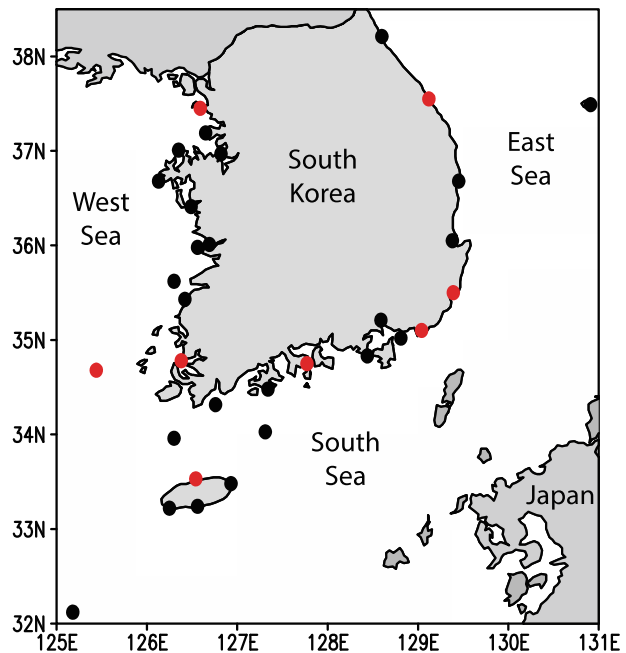 38N
37N
36N
35N
34N
33N
32N
East
Sea
South
Korea
West
Sea
South
Sea
Japan
125E 126E 127E 128E 129E 130E 131E